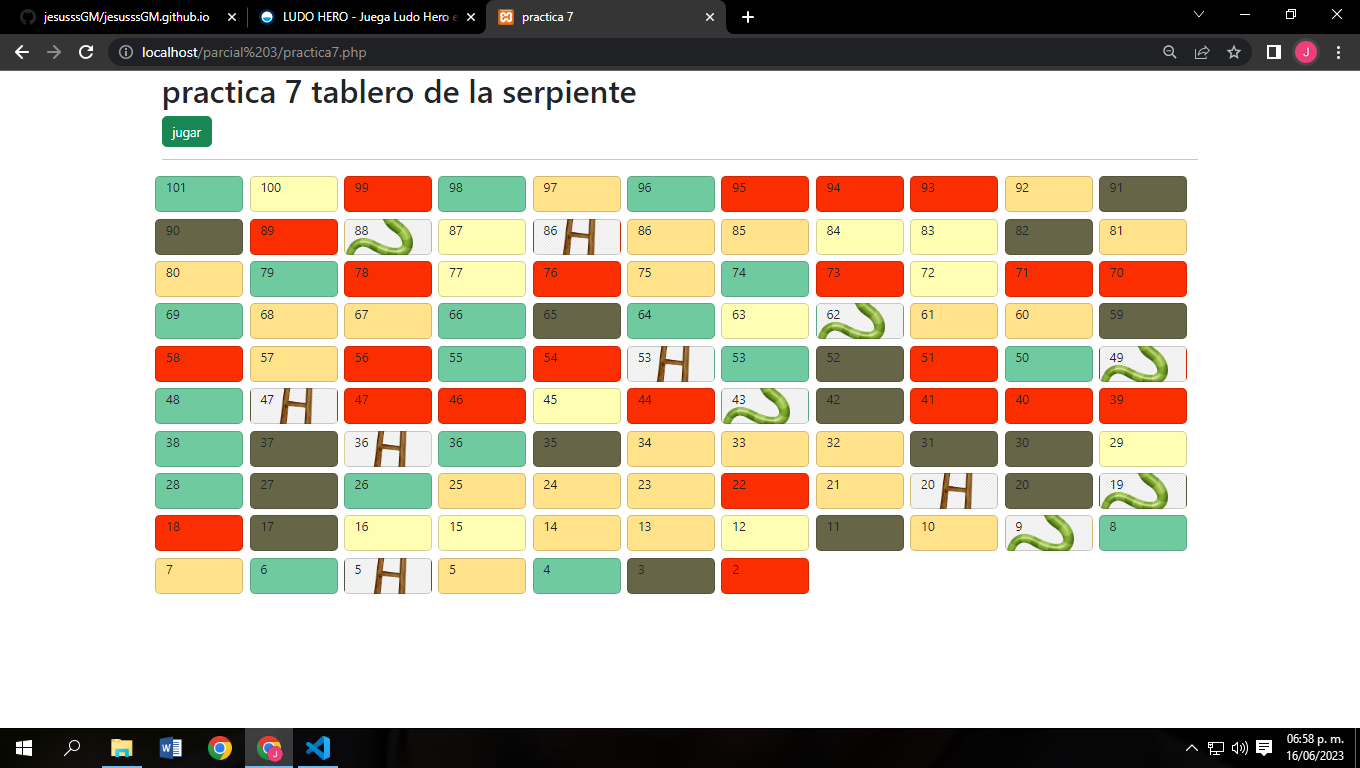 jesusssGM/jesusssGM.github.io
LUDO HERO - Juega Ludo Hero e
practica 7
localhost/parcial%203/practica7.php
J
practica 7 tablero de la serpiente
jugar
101 100 99 98 97 96 95 94 93 92 91
90 89 88 87 86 86 85 84 83 82 81
80 79 78 77 76 75 74 73 72 71 70
69 68 67 66 65 64 63 62 61 60 59
58 57 56 55 54 53 53 52 51 50 49
48 47 47 46 45 44 43 42 41 40 39
38 37 36 36 35 34 33 32 31 30 29
28 27 26 25 24 23 22 21 20 20 19
18 17 16 15 14 13 12 11 10 9 8
7 6 5 5 4 3 2
06:58 p. m.
16/06/2023